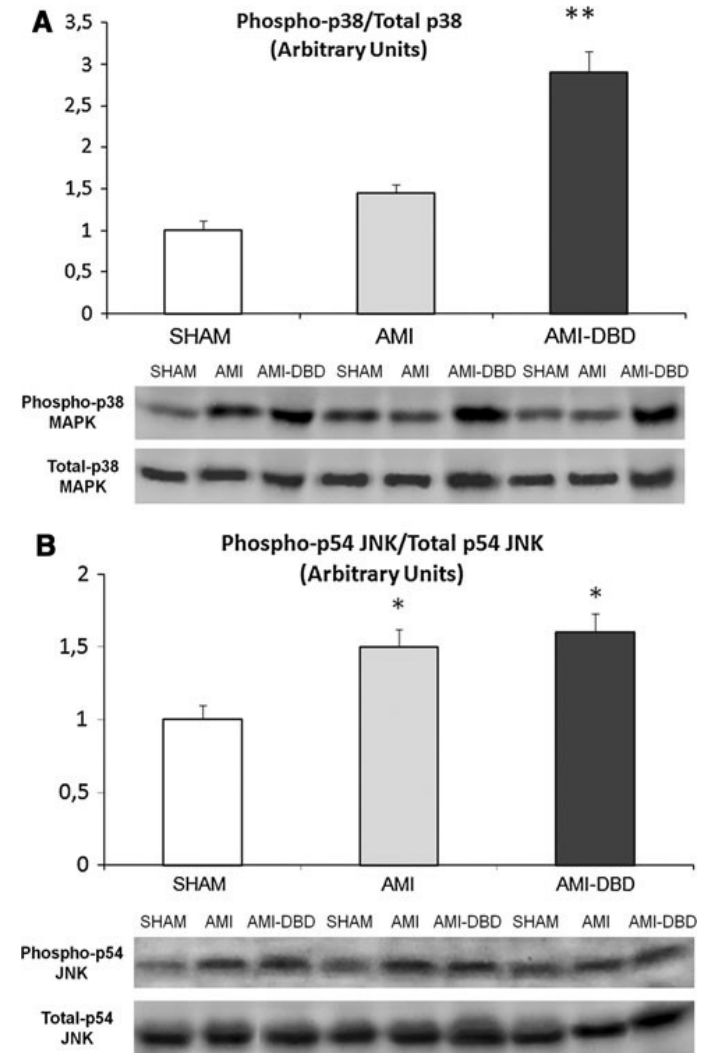 A
Phospho-p38/Total p38
(Arbitrary Units)
**
3,5
3
2,5
2
1,5
1
0,5
0
SHAM AMI AMI-DBD
SHAM AMI AMI-DBD SHAM AMI AMI-DBD SHAM AMI AMI-DBD
Phospho-p38
MAPK
Total-p38
MAPK
B
Phospho-p54 JNK/Total p54 JNK
(Arbitrary Units)
* *
2
1,5
1
0,5
0
SHAM AMI AMI-DBD
SHAM AMI AMI-DBD SHAM AMI AMI-DBD SHAM AMI AMI-DBD
Phospho-p54
JNK
Total-p54
JNK